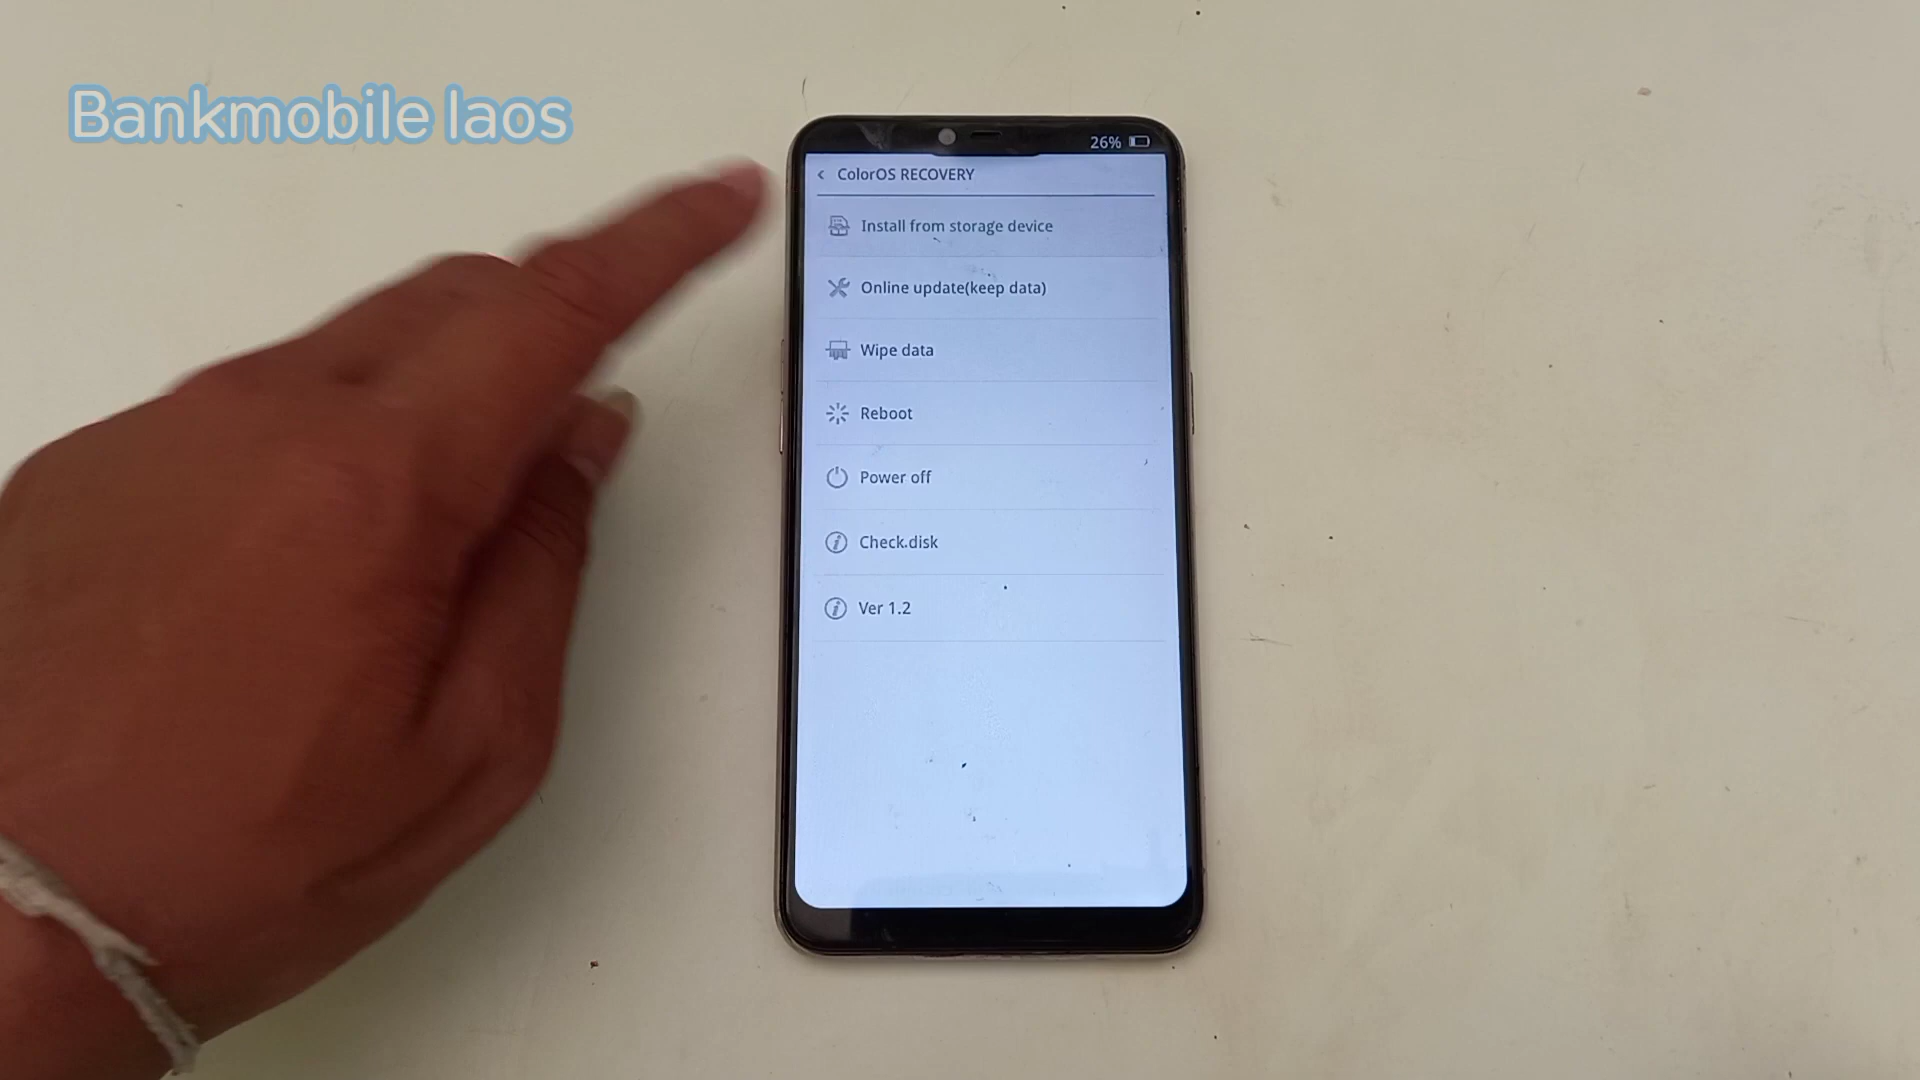 Bankmobile laos
26%
< ColorOS RECOVERY
Install from storage device
Online update(keep data)
Wipe data
Reboot
Power off
Check.disk
Ver 1.2